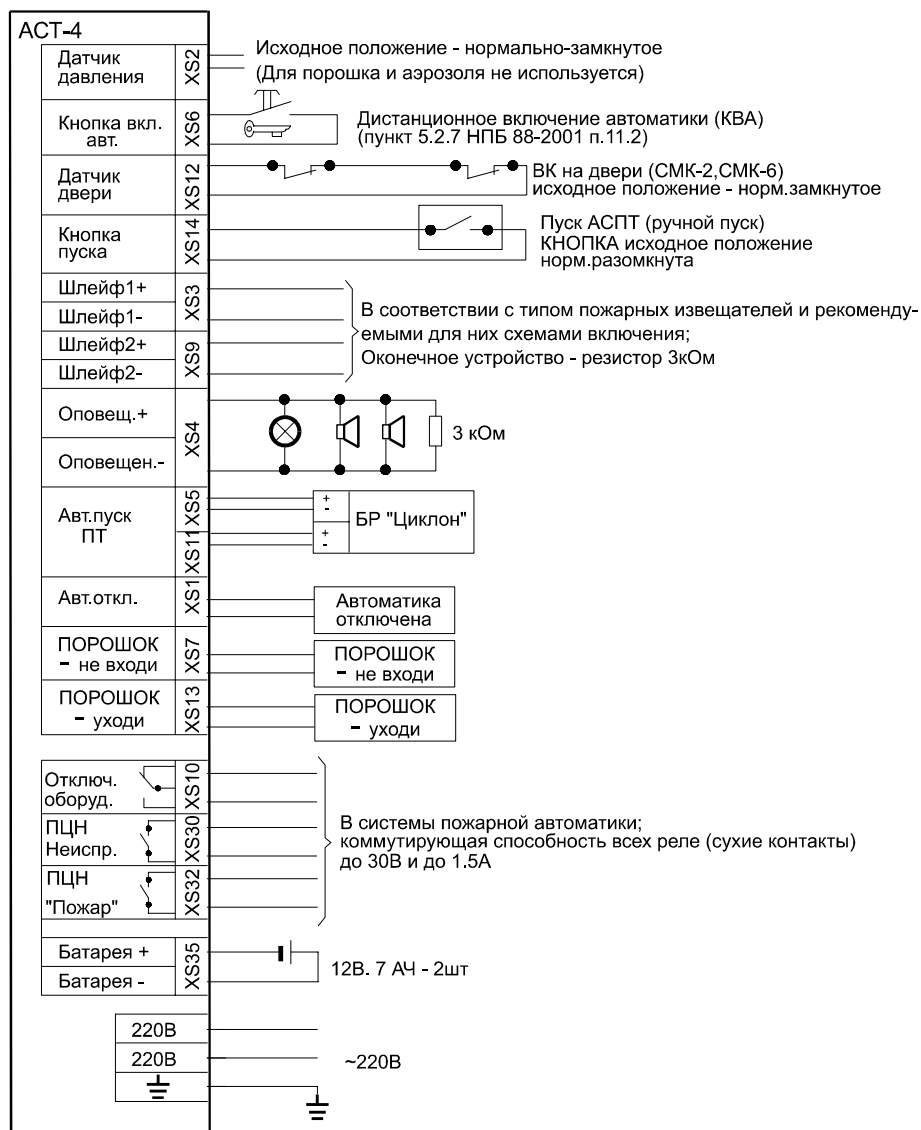 АСТ-4
Датчик
давления
XS2
Исходное положение - нормально-замкнутое
(Для порошка и аэрозоля не используется)
Кнопка вкл.
авт.
XS6
Дистанционное включение автоматики (КВА)
(пункт 5.2.7 НПБ 88-2001 п.11.2)
Датчик
двери
XS12
ВК на двери (СМК-2,СМК-6)
исходное положение - норм.замкнутое
Кнопка
пуска
XS14
Пуск АСПТ (ручной пуск)
КНОПКА исходное положение
норм.разомкнута
Шлейф1+
Шлейф1-
XS3
Шлейф2+
Шлейф2-
XS9
В соответствии с типом пожарных извещателей и рекоменду-
емыми для них схемами включения;
Оконечное устройство - резистор 3кОм
Оповещ.+
Оповещен.-
XS4
3 кОм
Авт.пуск
ПТ
XS5
XS11
+
-
+
-
БР "Циклон"
Авт.откл.
XS1
Автоматика
отключена
ПОРОШОК
- не входи
XS7
ПОРОШОК
- не входи
ПОРОШОК
- уходи
XS13
ПОРОШОК
- уходи
Отключ.
оборуд.
XS10
ПЦН
Неиспр.
XS30
ПЦН
"Пожар"
XS32
В системы пожарной автоматики;
коммутирующая способность всех реле (сухие контакты)
до 30В и до 1.5А
Батарея +
Батарея -
XS35
12В. 7 АЧ - 2шт
220В
220В
~220В